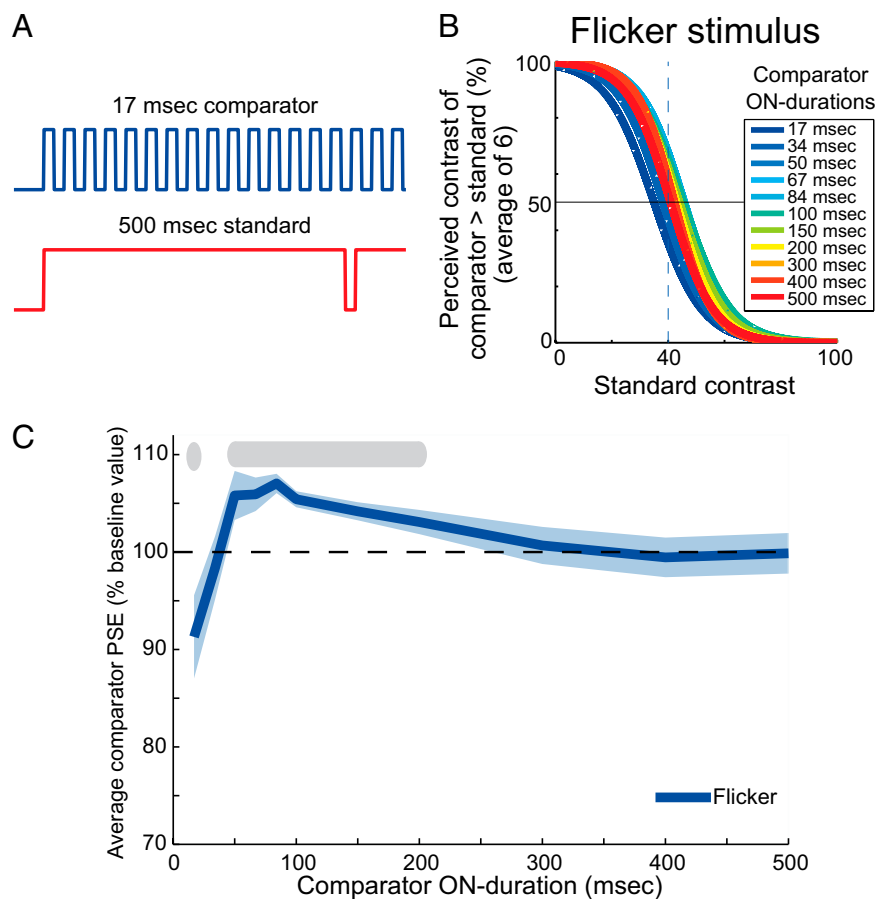 A
17 msec comparator
500 msec standard
B
Flicker stimulus
Perceived contrast of
comparator > standard (%)
(average of 6)
100
50
0
0
40
100
Standard contrast
Comparator
ON-durations
17 msec
34 msec
50 msec
67 msec
84 msec
100 msec
150 msec
200 msec
300 msec
400 msec
500 msec
C
Average comparator PSE (% baseline value)
110
100
90
80
70
0
100
200
300
400
500
Flicker
Comparator ON-duration (msec)